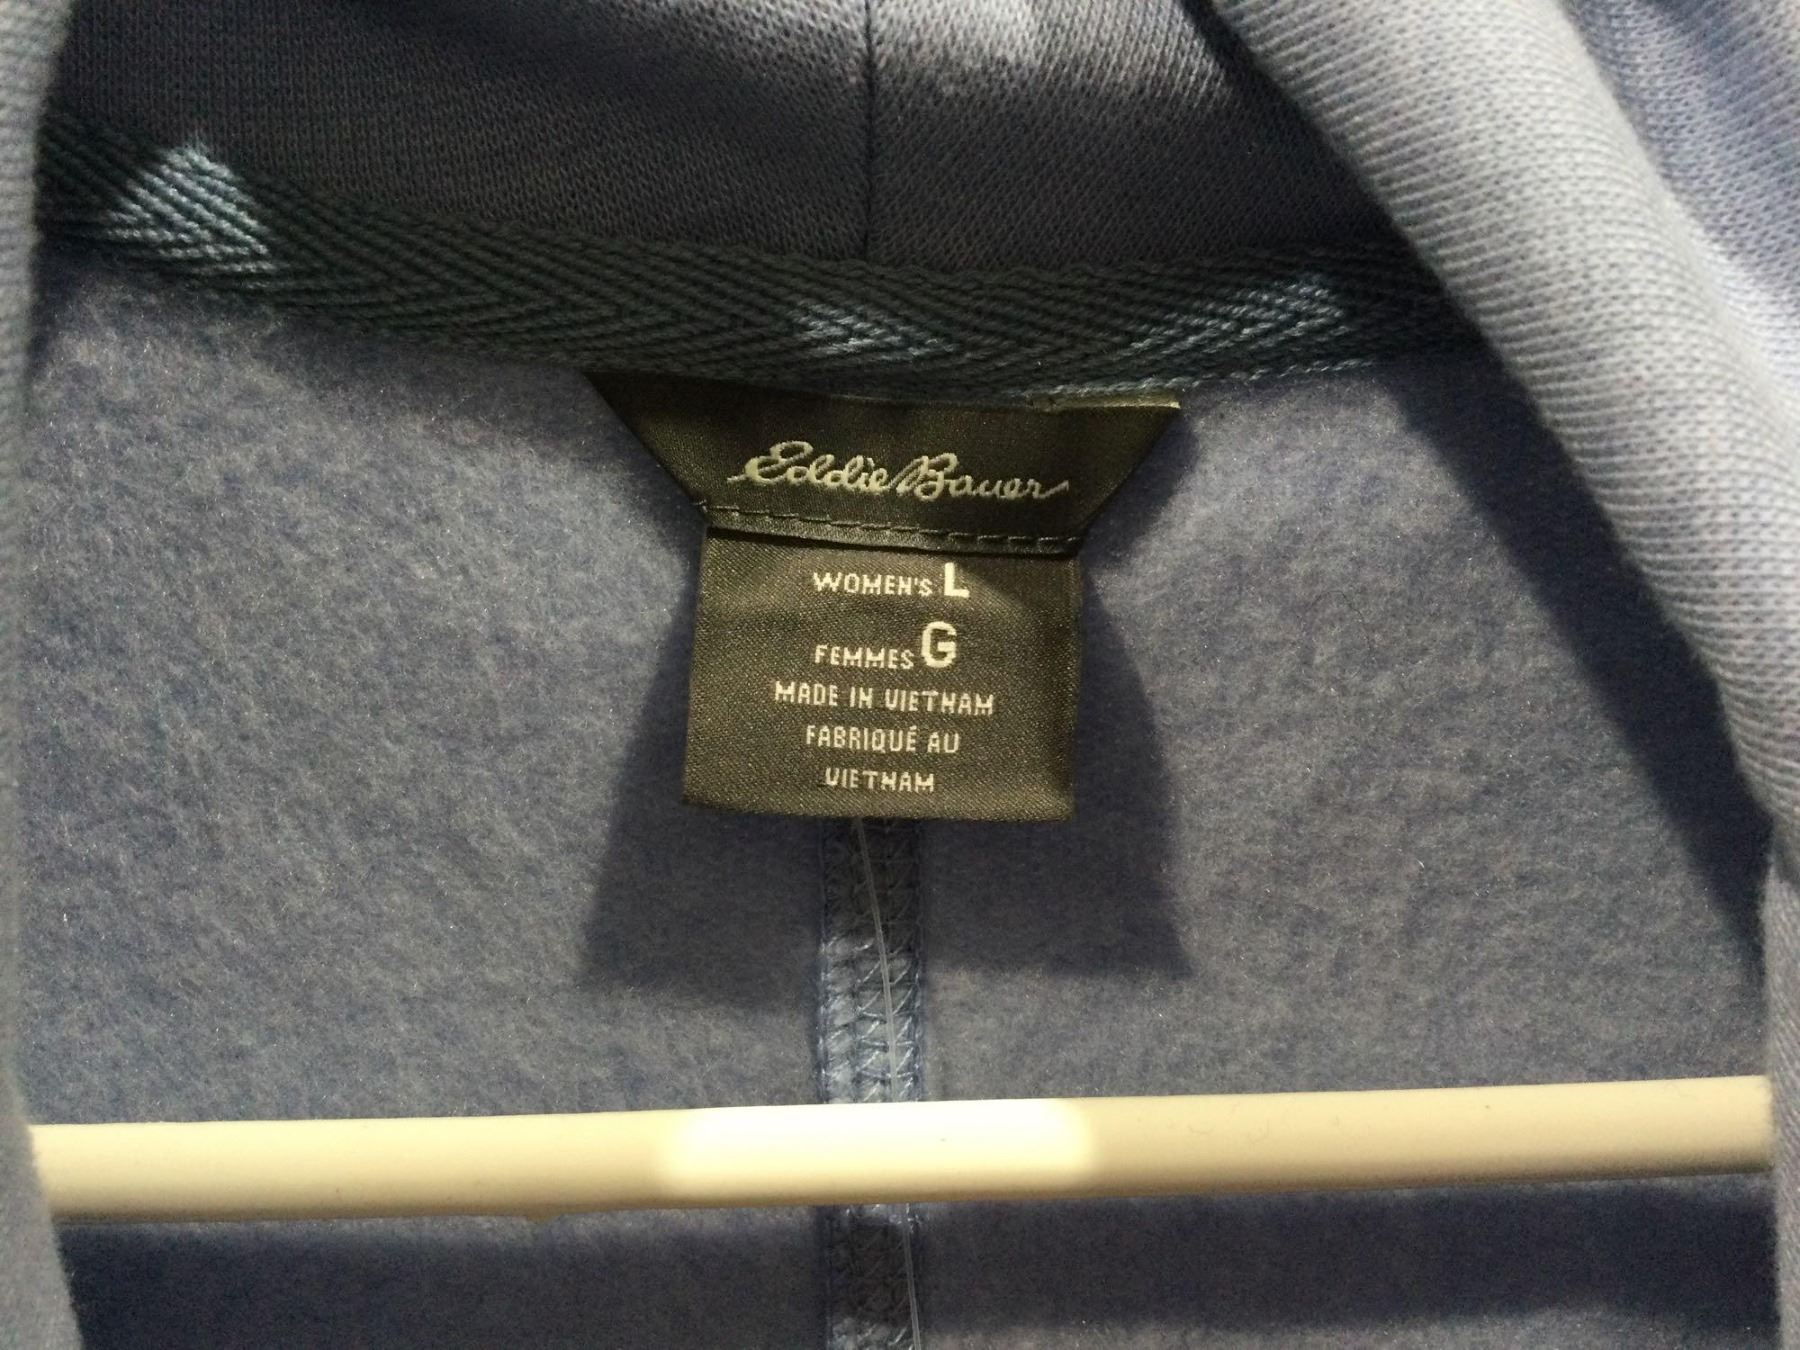 Eddie Bauer
WOMEN'S L
FEMMES G
MADE IN VIETNAM
FABRIQUÉ AU
VIETNAM